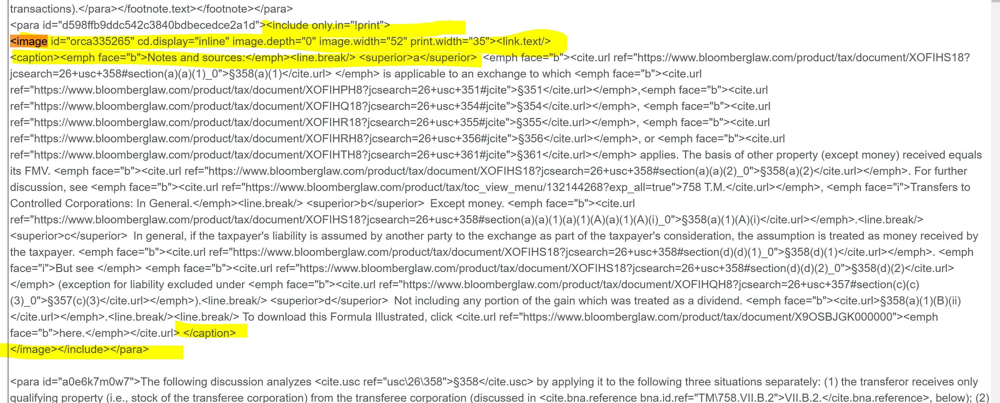 transactions).</para></footnote.text></footnote></para>
<para id="d598ffb9ddc542c3840bdbecedce2a1d"><include only.in="!print">
<image id="orca335265" cd.display="inline" image.depth="0" image.width="52" print.width="35"><link.text/>
<caption><emph face="b">Notes and sources:</emph><line.break/> <superior>a</superior>  <emph face="b"><cite.url ref="https://www.bloomberglaw.com/product/tax/document/XOFIHS18?
jcsearch=26+usc+358#section(a)(a)(1)_0">§358(a)(1)</cite.url> </emph> is applicable to an exchange to which <emph face="b"><cite.url
ref="https://www.bloomberglaw.com/product/tax/document/XOFIHPH8?jcsearch=26+usc+351#jcite">§351</cite.url></emph>,<emph face="b"><cite.url
ref="https://www.bloomberglaw.com/product/tax/document/XOFIHQ18?jcsearch=26+usc+354#jcite">§354</cite.url></emph>, <emph face="b"><cite.url
ref="https://www.bloomberglaw.com/product/tax/document/XOFIHR18?jcsearch=26+usc+355#jcite">§355</cite.url></emph>, <emph face="b"><cite.url
ref="https://www.bloomberglaw.com/product/tax/document/XOFIHRH8?jcsearch=26+usc+356#jcite">§356</cite.url></emph>, or <emph face="b"><cite.url
ref="https://www.bloomberglaw.com/product/tax/document/XOFIHTH8?jcsearch=26+usc+361#jcite">§361</cite.url></emph> applies. The basis of other property (except money) received equals
its FMV. <emph face="b"><cite.url ref="https://www.bloomberglaw.com/product/tax/document/XOFIHS18?jcsearch=26+usc+358#section(a)(a)(2)_0">§358(a)(2)</cite.url></emph>. For further
discussion, see <emph face="b"><cite.url ref="https://www.bloomberglaw.com/product/tax/toc_view_menu/132144268?exp_all=true">758 T.M.</cite.url></emph>, <emph face="i">Transfers to
Controlled Corporations: In General.</emph><line.break/> <superior>b</superior>  Except money. <emph face="b"><cite.url
ref="https://www.bloomberglaw.com/product/tax/document/XOFIHS18?jcsearch=26+usc+358#section(a)(a)(1)(a)(1)(A)(a)(1)(A)(i)_0">§358(a)(1)(A)(i)</cite.url></emph>.<line.break/>
<superior>c</superior>  In general, if the taxpayer's liability is assumed by another party to the exchange as part of the taxpayer's consideration, the assumption is treated as money received by
the taxpayer. <emph face="b"><cite.url ref="https://www.bloomberglaw.com/product/tax/document/XOFIHS18?jcsearch=26+usc+358#section(d)(d)(1)_0">§358(d)(1)</cite.url></emph>. <emph
face="i">But see </emph> <emph face="b"><cite.url ref="https://www.bloomberglaw.com/product/tax/document/XOFIHS18?jcsearch=26+usc+358#section(d)(d)(2)_0">§358(d)(2)</cite.url>
</emph> (exception for liability excluded under <emph face="b"><cite.url ref="https://www.bloomberglaw.com/product/tax/document/XOFIHQH8?jcsearch=26+usc+357#section(c)(c)
(3)_0">§357(c)(3)</cite.url></emph>).<line.break/> <superior>d</superior>  Not including any portion of the gain which was treated as a dividend. <emph face="b"><cite.url>§358(a)(1)(B)(ii)
</cite.url></emph>.<line.break/><line.break/> To download this Formula Illustrated, click <cite.url ref="https://www.bloomberglaw.com/product/tax/document/X9OSBJGK000000"><emph
face="b">here.</emph></cite.url> </caption>
</image></include></para>
<para id="a0e6k7m0w7">The following discussion analyzes <cite.usc ref="usc\26\358">§358</cite.usc> by applying it to the following three situations separately: (1) the transferor receives only
qualifying property (i.e., stock of the transferee corporation) from the transferee corporation (discussed in <cite.bna.reference bna.id.ref="TM\758.VII.B.2">VII.B.2.</cite.bna.reference>, below); (2)